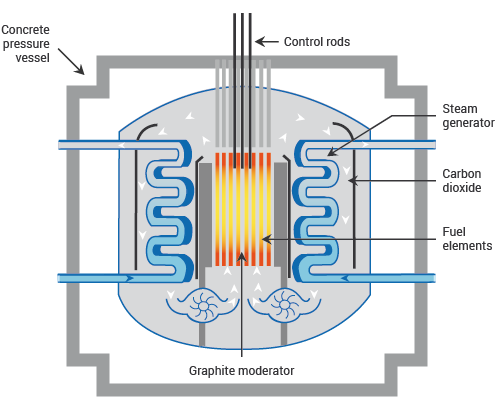 Concrete
pressure
vessel
Control rods
Steam
generator
Carbon
dioxide
Fuel
elements
Graphite moderator